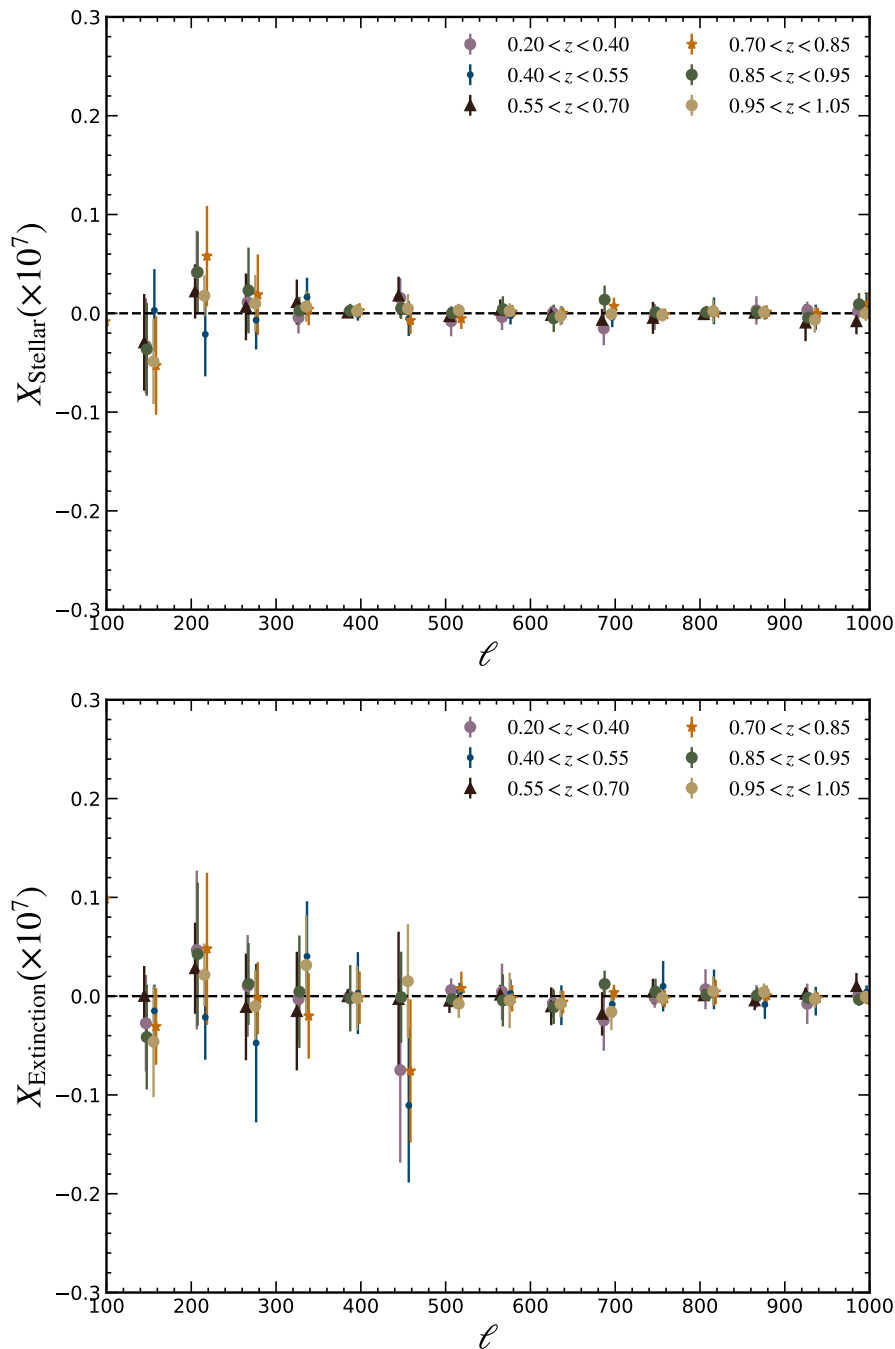 0.3
0.20 < z < 0.40 0.70 < z < 0.85
0.40 < z < 0.55 0.85 < z < 0.95
0.55 < z < 0.70 0.95 < z < 1.05
0.2
0.1
0.0
−0.1
−0.2
−0.3
X_Stellar(×10^7)
100 200 300 400 500 600 700 800 900 1000
ℓ
0.3
0.20 < z < 0.40 0.70 < z < 0.85
0.40 < z < 0.55 0.85 < z < 0.95
0.55 < z < 0.70 0.95 < z < 1.05
0.2
0.1
0.0
−0.1
−0.2
−0.3
X_Extinction(×10^7)
100 200 300 400 500 600 700 800 900 1000
ℓ